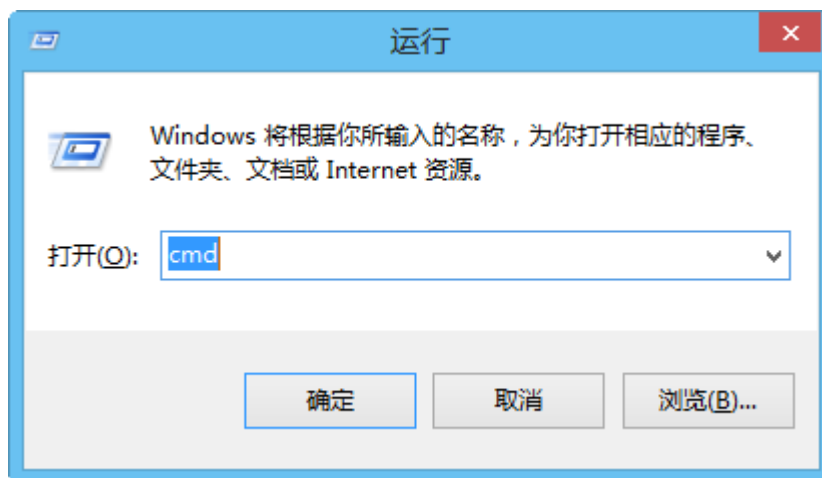 运行
Windows 将根据你所输入的名称，为你打开相应的程序、
文件夹、文档或 Internet 资源。
打开(O): cmd
确定 取消 浏览(B)...